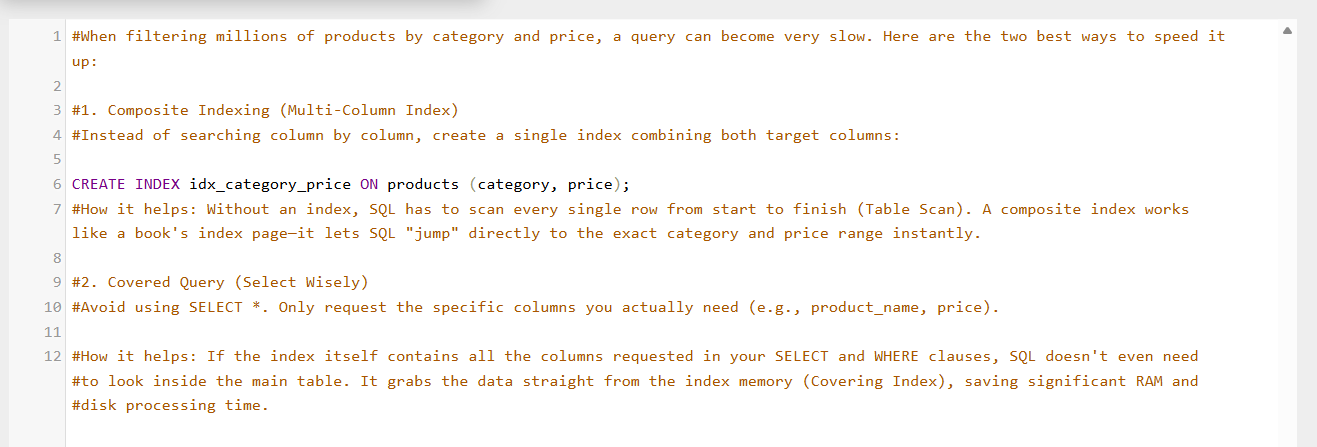 1 #When filtering millions of products by category and price, a query can become very slow. Here are the two best ways to speed it
up:
2
3 #1. Composite Indexing (Multi-Column Index)
4 #Instead of searching column by column, create a single index combining both target columns:
5
6 CREATE INDEX idx_category_price ON products (category, price);
7 #How it helps: Without an index, SQL has to scan every single row from start to finish (Table Scan). A composite index works
like a book's index page—it lets SQL "jump" directly to the exact category and price range instantly.
8
9 #2. Covered Query (Select Wisely)
10 #Avoid using SELECT *. Only request the specific columns you actually need (e.g., product_name, price).
11
12 #How it helps: If the index itself contains all the columns requested in your SELECT and WHERE clauses, SQL doesn't even need
#to look inside the main table. It grabs the data straight from the index memory (Covering Index), saving significant RAM and
#disk processing time.